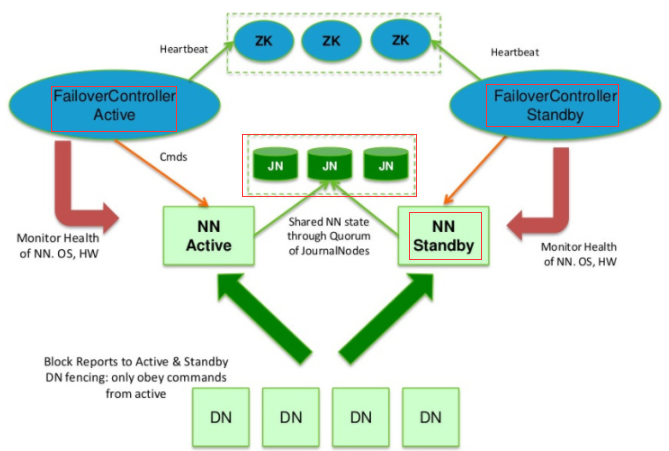 ZK
ZK
ZK
Heartbeat
Heartbeat
FailoverController
Active
FailoverController
Standby
Cmds
JN
JN
JN
NN
Active
Shared NN state
through Quorum
of JournalNodes
NN
Standby
Monitor Health
of NN. OS, HW
Monitor Health
of NN. OS, HW
Block Reports to Active & Standby
DN fencing: only obey commands
from active
DN
DN
DN
DN